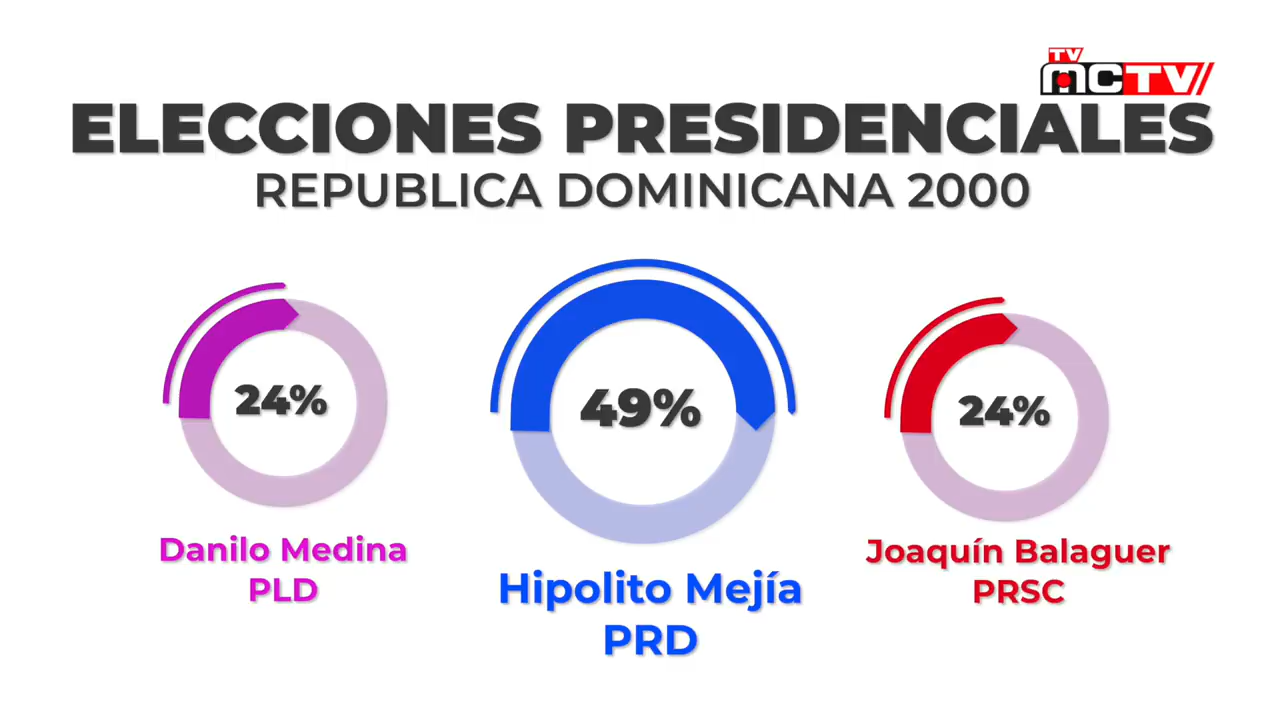 TV
MCTV
ELECCIONES PRESIDENCIALES
REPUBLICA DOMINICANA 2000
24%
Danilo Medina
PLD
49%
Hipolito Mejía
PRD
24%
Joaquín Balaguer
PRSC